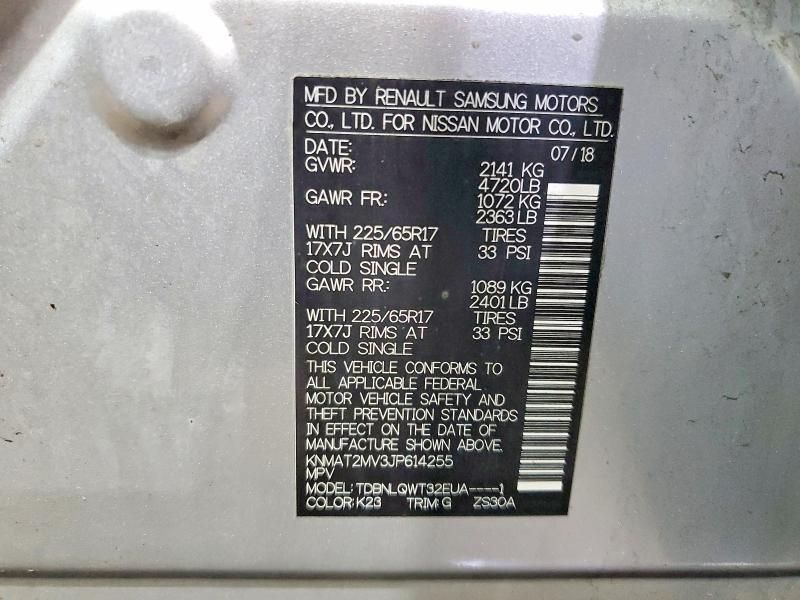 MFD BY RENAULT SAMSUNG MOTORS
CO., LTD. FOR NISSAN MOTOR CO., LTD.
DATE: 07/18
GVWR: 2141 KG
4720LB
GAWR FR.: 1072 KG
2363 LB
WITH 225/65R17 TIRES
17X7J RIMS AT 33 PSI
COLD SINGLE
GAWR RR.: 1089 KG
2401 LB
WITH 225/65R17 TIRES
17X7J RIMS AT 33 PSI
COLD SINGLE
THIS VEHICLE CONFORMS TO
ALL APPLICABLE FEDERAL
MOTOR VEHICLE SAFETY AND
THEFT PREVENTION STANDARDS
IN EFFECT ON THE DATE OF
MANUFACTURE SHOWN ABOVE.
KNMAT2MV3JP614255
MPV
MODEL: TDBNLQWT32EUA----1
COLOR: K23 TRIM: G ZS30A